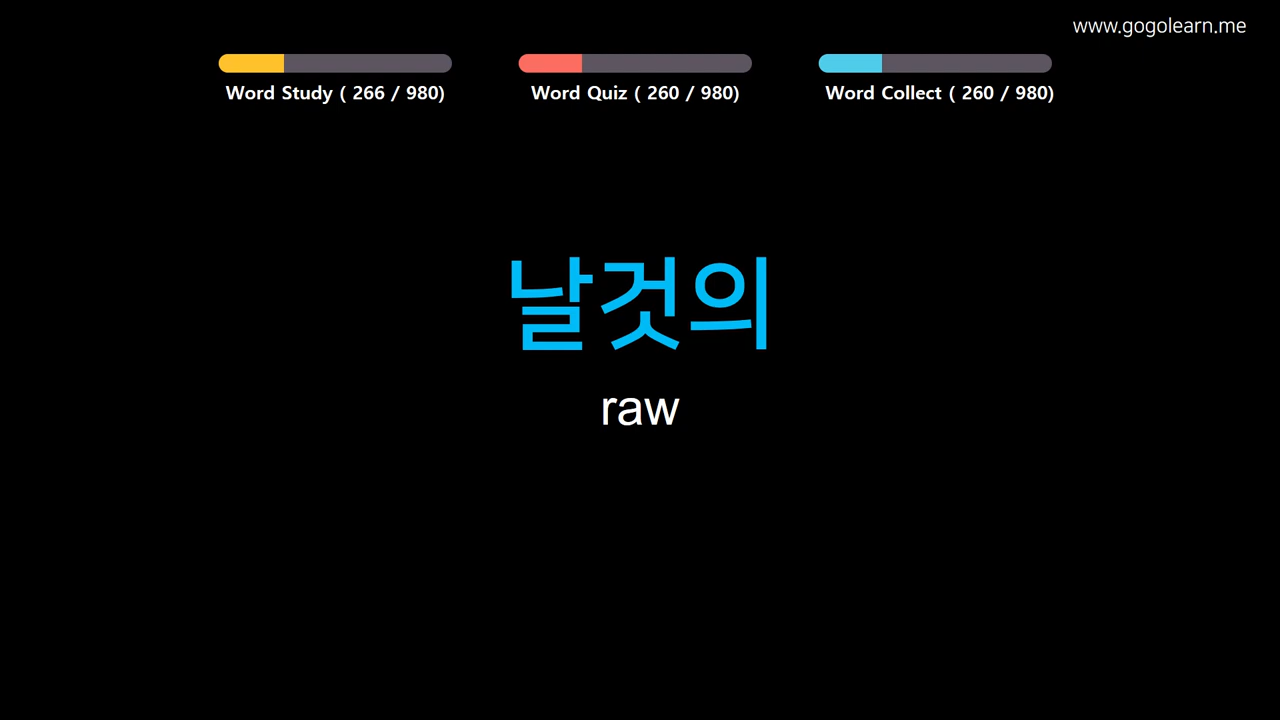 www.gogolearn.me
Word Study ( 266 / 980)
Word Quiz ( 260 / 980)
Word Collect ( 260 / 980)
날것의
raw